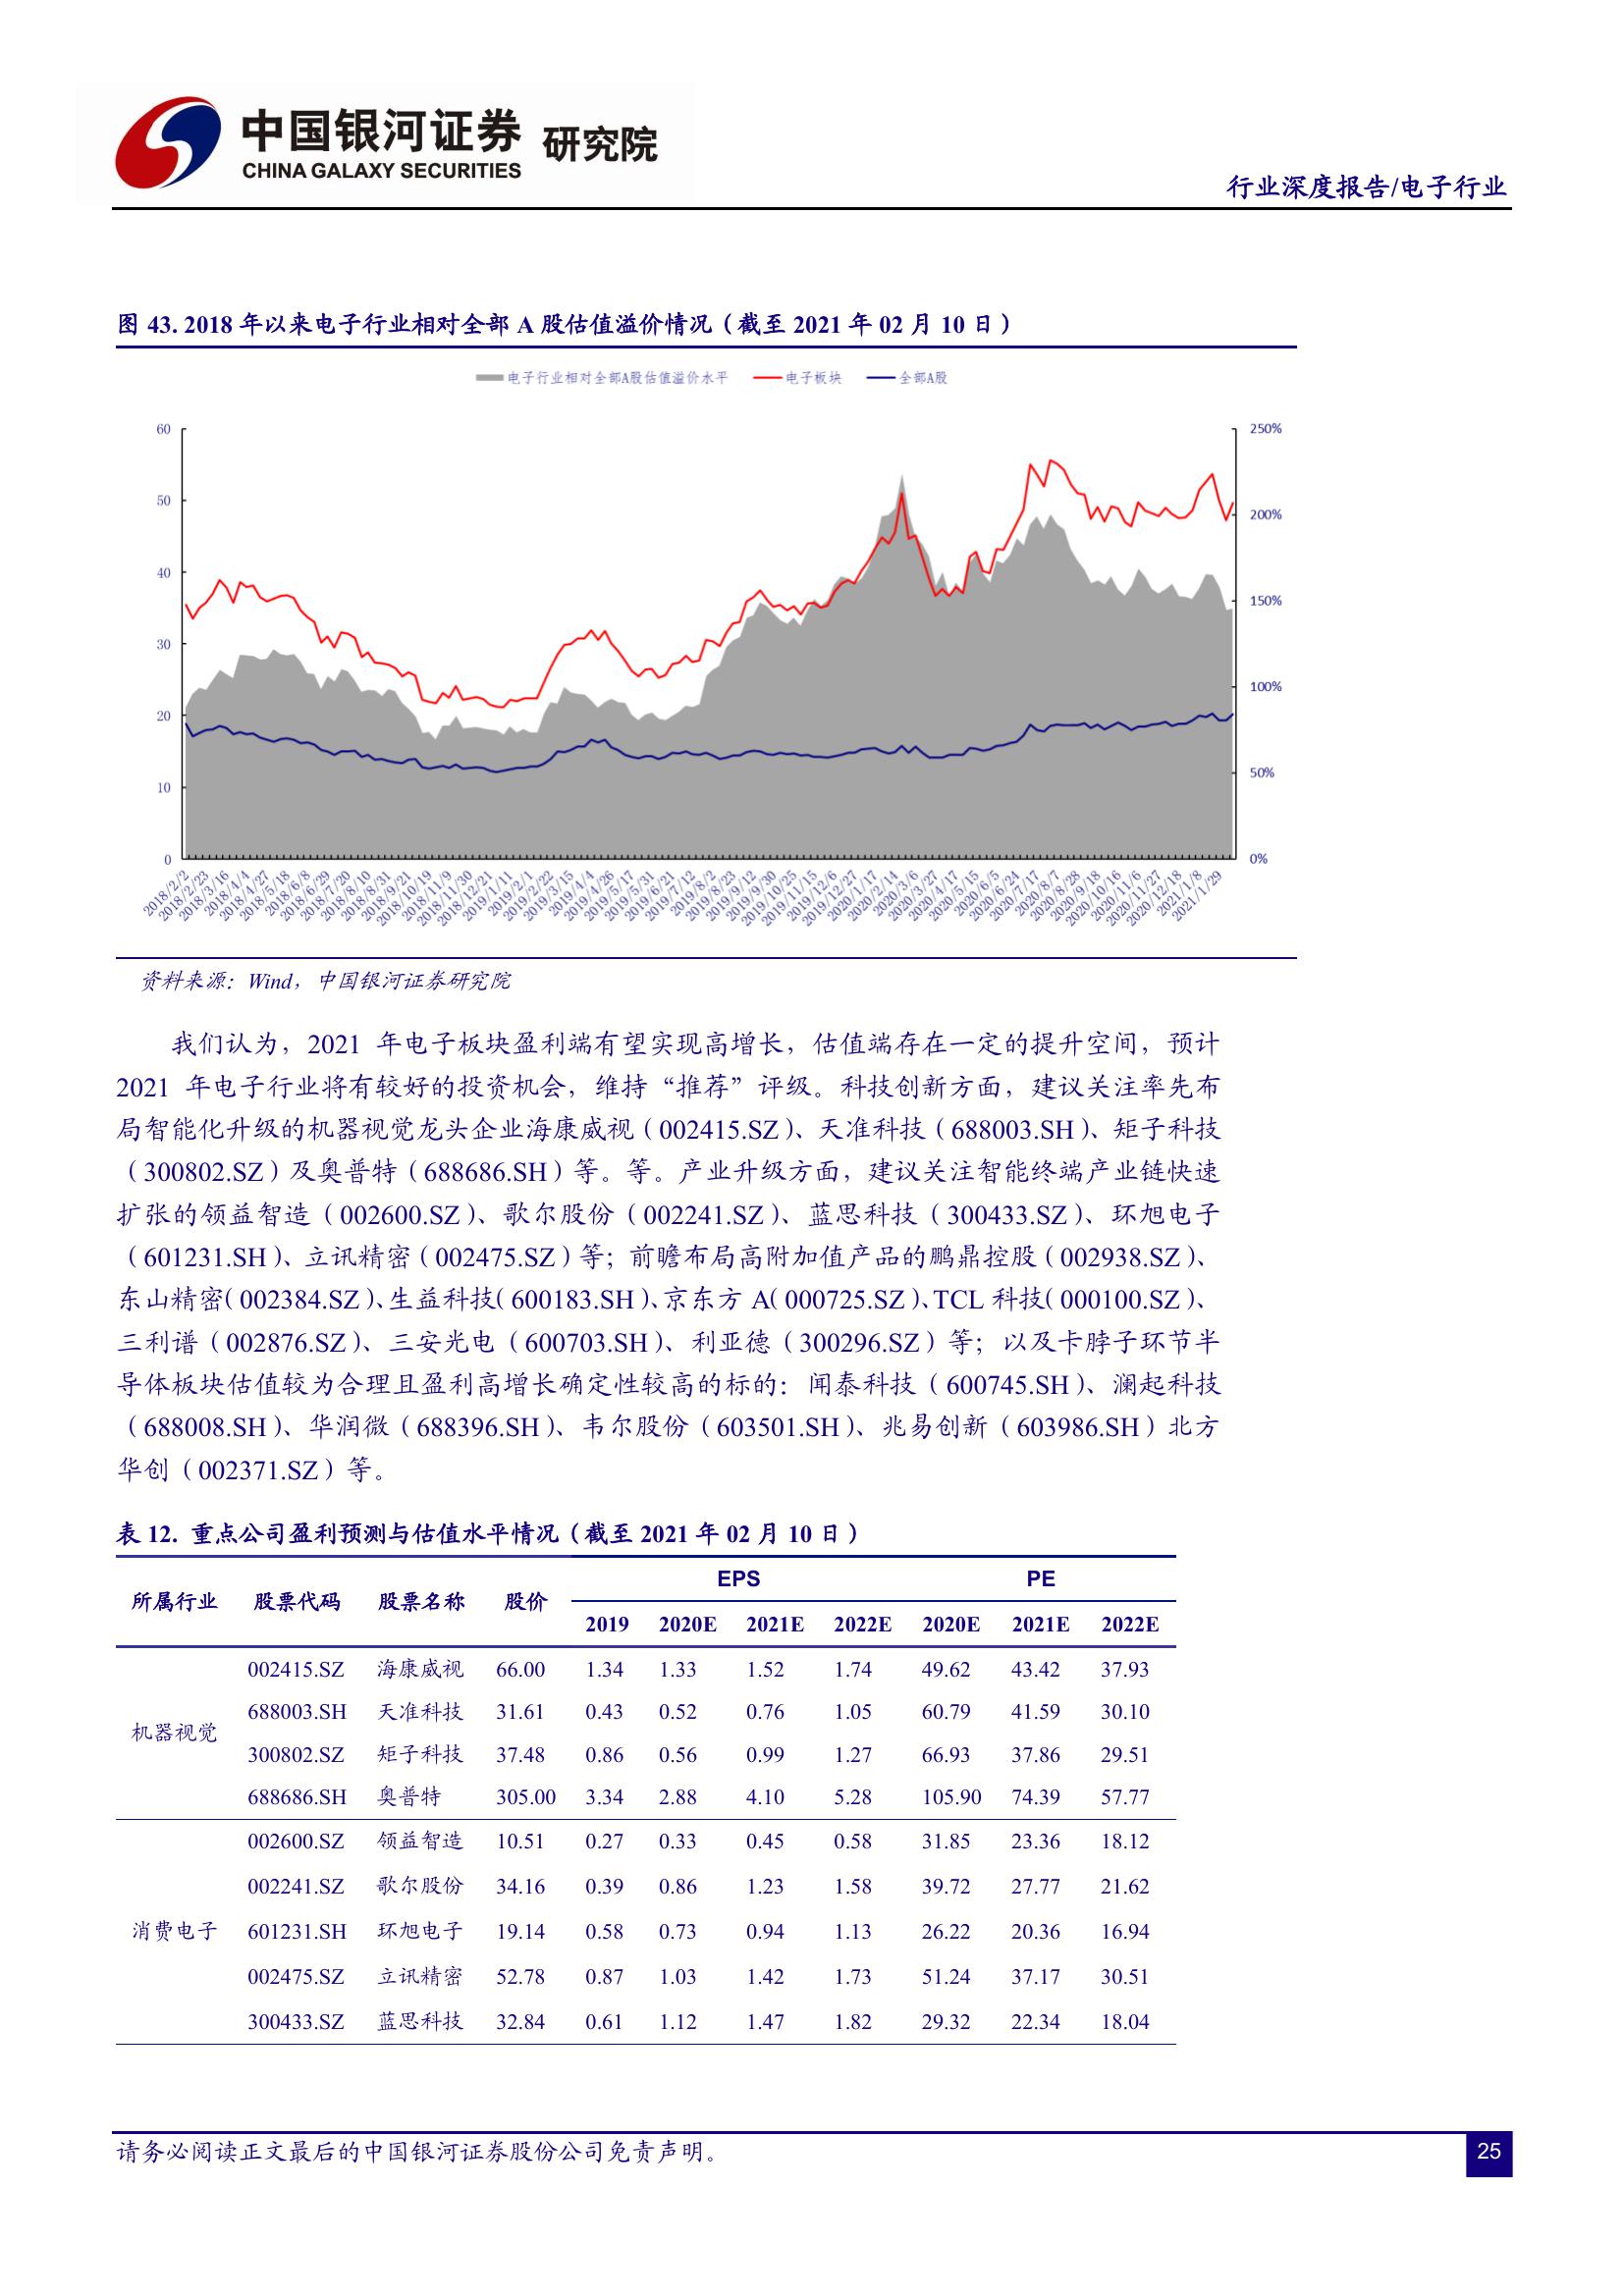 中国银河证券 研究院
CHINA GALAXY SECURITIES
行业深度报告/电子行业
图 43. 2018 年以来电子行业相对全部 A 股估值溢价情况（截至 2021 年 02 月 10 日）
电子行业相对全部A股估值溢价水平 电子板块 全部A股
60 250%
50 200%
40 150%
30 100%
20 50%
10 0%
0
2018/2/2 2018/2/23 2018/3/16 2018/4/4 2018/4/27 2018/5/18 2018/6/8 2018/6/29 2018/7/20 2018/8/10 2018/8/31 2018/9/21 2018/10/19 2018/11/9 2018/11/30 2018/12/21 2019/1/11 2019/2/1 2019/2/22 2019/3/15 2019/4/4 2019/4/26 2019/5/17 2019/5/31 2019/6/21 2019/7/12 2019/8/2 2019/8/23 2019/9/12 2019/9/30 2019/10/25 2019/11/15 2019/12/6 2019/12/27 2020/1/17 2020/2/14 2020/3/6 2020/3/27 2020/4/17 2020/5/15 2020/6/5 2020/6/24 2020/7/17 2020/8/7 2020/8/28 2020/9/18 2020/10/16 2020/11/6 2020/11/27 2020/12/18 2021/1/8 2021/1/29
资料来源：Wind，中国银河证券研究院
我们认为，2021 年电子板块盈利端有望实现高增长，估值端存在一定的提升空间，预计
2021 年电子行业将有较好的投资机会，维持“推荐”评级。科技创新方面，建议关注率先布
局智能化升级的机器视觉龙头企业海康威视（002415.SZ）、天准科技（688003.SH）、矩子科技
（300802.SZ）及奥普特（688686.SH）等。等。产业升级方面，建议关注智能终端产业链快速
扩张的领益智造（002600.SZ）、歌尔股份（002241.SZ）、蓝思科技（300433.SZ）、环旭电子
（601231.SH）、立讯精密（002475.SZ）等；前瞻布局高附加值产品的鹏鼎控股（002938.SZ）、
东山精密（002384.SZ）、生益科技（600183.SH）、京东方 A（000725.SZ）、TCL 科技（000100.SZ）、
三利谱（002876.SZ）、三安光电（600703.SH）、利亚德（300296.SZ）等；以及卡脖子环节半
导体板块估值较为合理且盈利高增长确定性较高的标的：闻泰科技（600745.SH）、澜起科技
（688008.SH）、华润微（688396.SH）、韦尔股份（603501.SH）、兆易创新（603986.SH）北方
华创（002371.SZ）等。
表 12. 重点公司盈利预测与估值水平情况（截至 2021 年 02 月 10 日）
所属行业 股票代码 股票名称 股价 EPS PE
2019 2020E 2021E 2022E 2020E 2021E 2022E
机器视觉
002415.SZ 海康威视 66.00 1.34 1.33 1.52 1.74 49.62 43.42 37.93
688003.SH 天准科技 31.61 0.43 0.52 0.76 1.05 60.79 41.59 30.10
300802.SZ 矩子科技 37.48 0.86 0.56 0.99 1.27 66.93 37.86 29.51
688686.SH 奥普特 305.00 3.34 2.88 4.10 5.28 105.90 74.39 57.77
消费电子
002600.SZ 领益智造 10.51 0.27 0.33 0.45 0.58 31.85 23.36 18.12
002241.SZ 歌尔股份 34.16 0.39 0.86 1.23 1.58 39.72 27.77 21.62
601231.SH 环旭电子 19.14 0.58 0.73 0.94 1.13 26.22 20.36 16.94
002475.SZ 立讯精密 52.78 0.87 1.03 1.42 1.73 51.24 37.17 30.51
300433.SZ 蓝思科技 32.84 0.61 1.12 1.47 1.82 29.32 22.34 18.04
请务必阅读正文最后的中国银河证券股份公司免责声明。
25